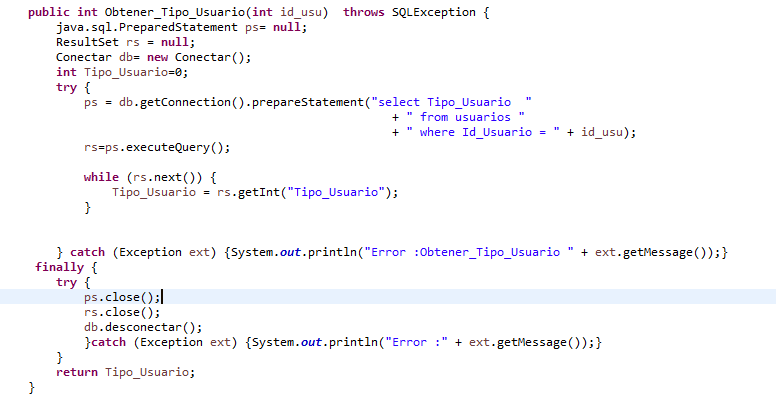 public int Obtener_Tipo_Usuario(int id_usu)  throws SQLException {
    java.sql.PreparedStatement ps= null;
    ResultSet rs = null;
    Conectar db= new Conectar();
    int Tipo_Usuario=0;
    try {
        ps = db.getConnection().prepareStatement("select Tipo_Usuario  "
                                                    + " from usuarios "
                                                    + " where Id_Usuario = " + id_usu);
        rs=ps.executeQuery();
        while (rs.next()) {
            Tipo_Usuario = rs.getInt("Tipo_Usuario");
        }
    } catch (Exception ext) {System.out.println("Error :Obtener_Tipo_Usuario " + ext.getMessage());}
 finally {
    try {
        ps.close();
        rs.close();
        db.desconectar();
        }catch (Exception ext) {System.out.println("Error :" + ext.getMessage());}
    }
    return Tipo_Usuario;
}